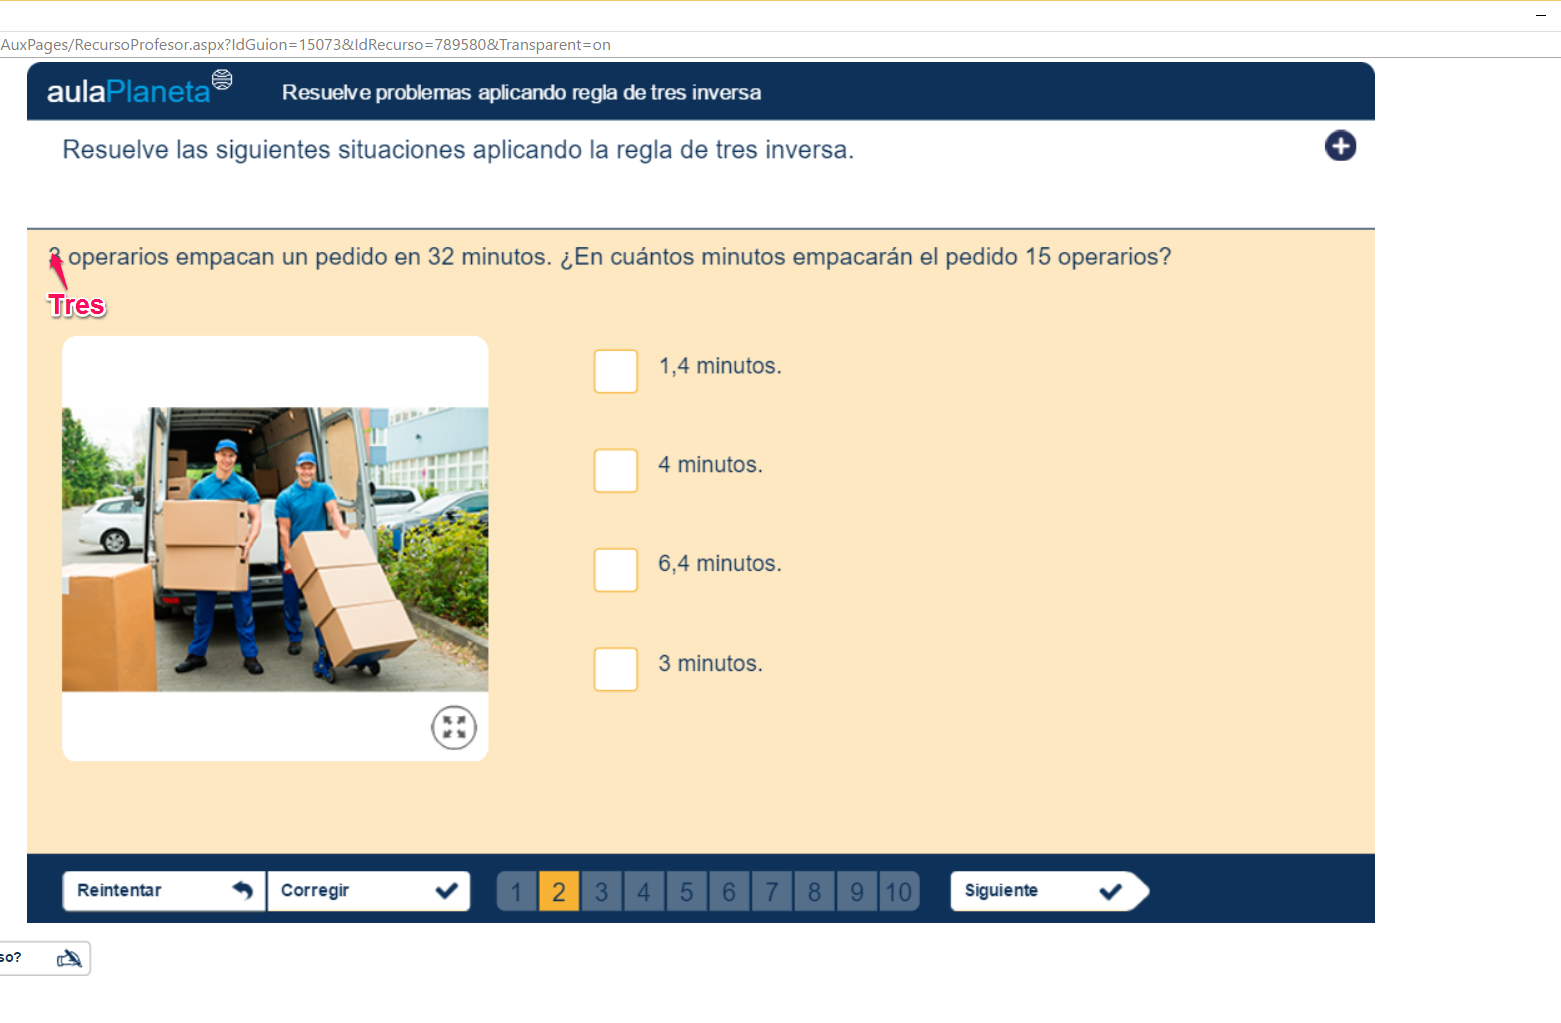 AuxPages/RecursoProfesor.aspx?IdGuion=15073&IdRecurso=789580&Transparent=on
aulaPlaneta
Resuelve problemas aplicando regla de tres inversa
Resuelve las siguientes situaciones aplicando la regla de tres inversa.
3 operarios empacan un pedido en 32 minutos. ¿En cuántos minutos empacarán el pedido 15 operarios?
Tres
1,4 minutos.
4 minutos.
6,4 minutos.
3 minutos.
Reintentar Corregir 1 2 3 4 5 6 7 8 9 10 Siguiente
so?